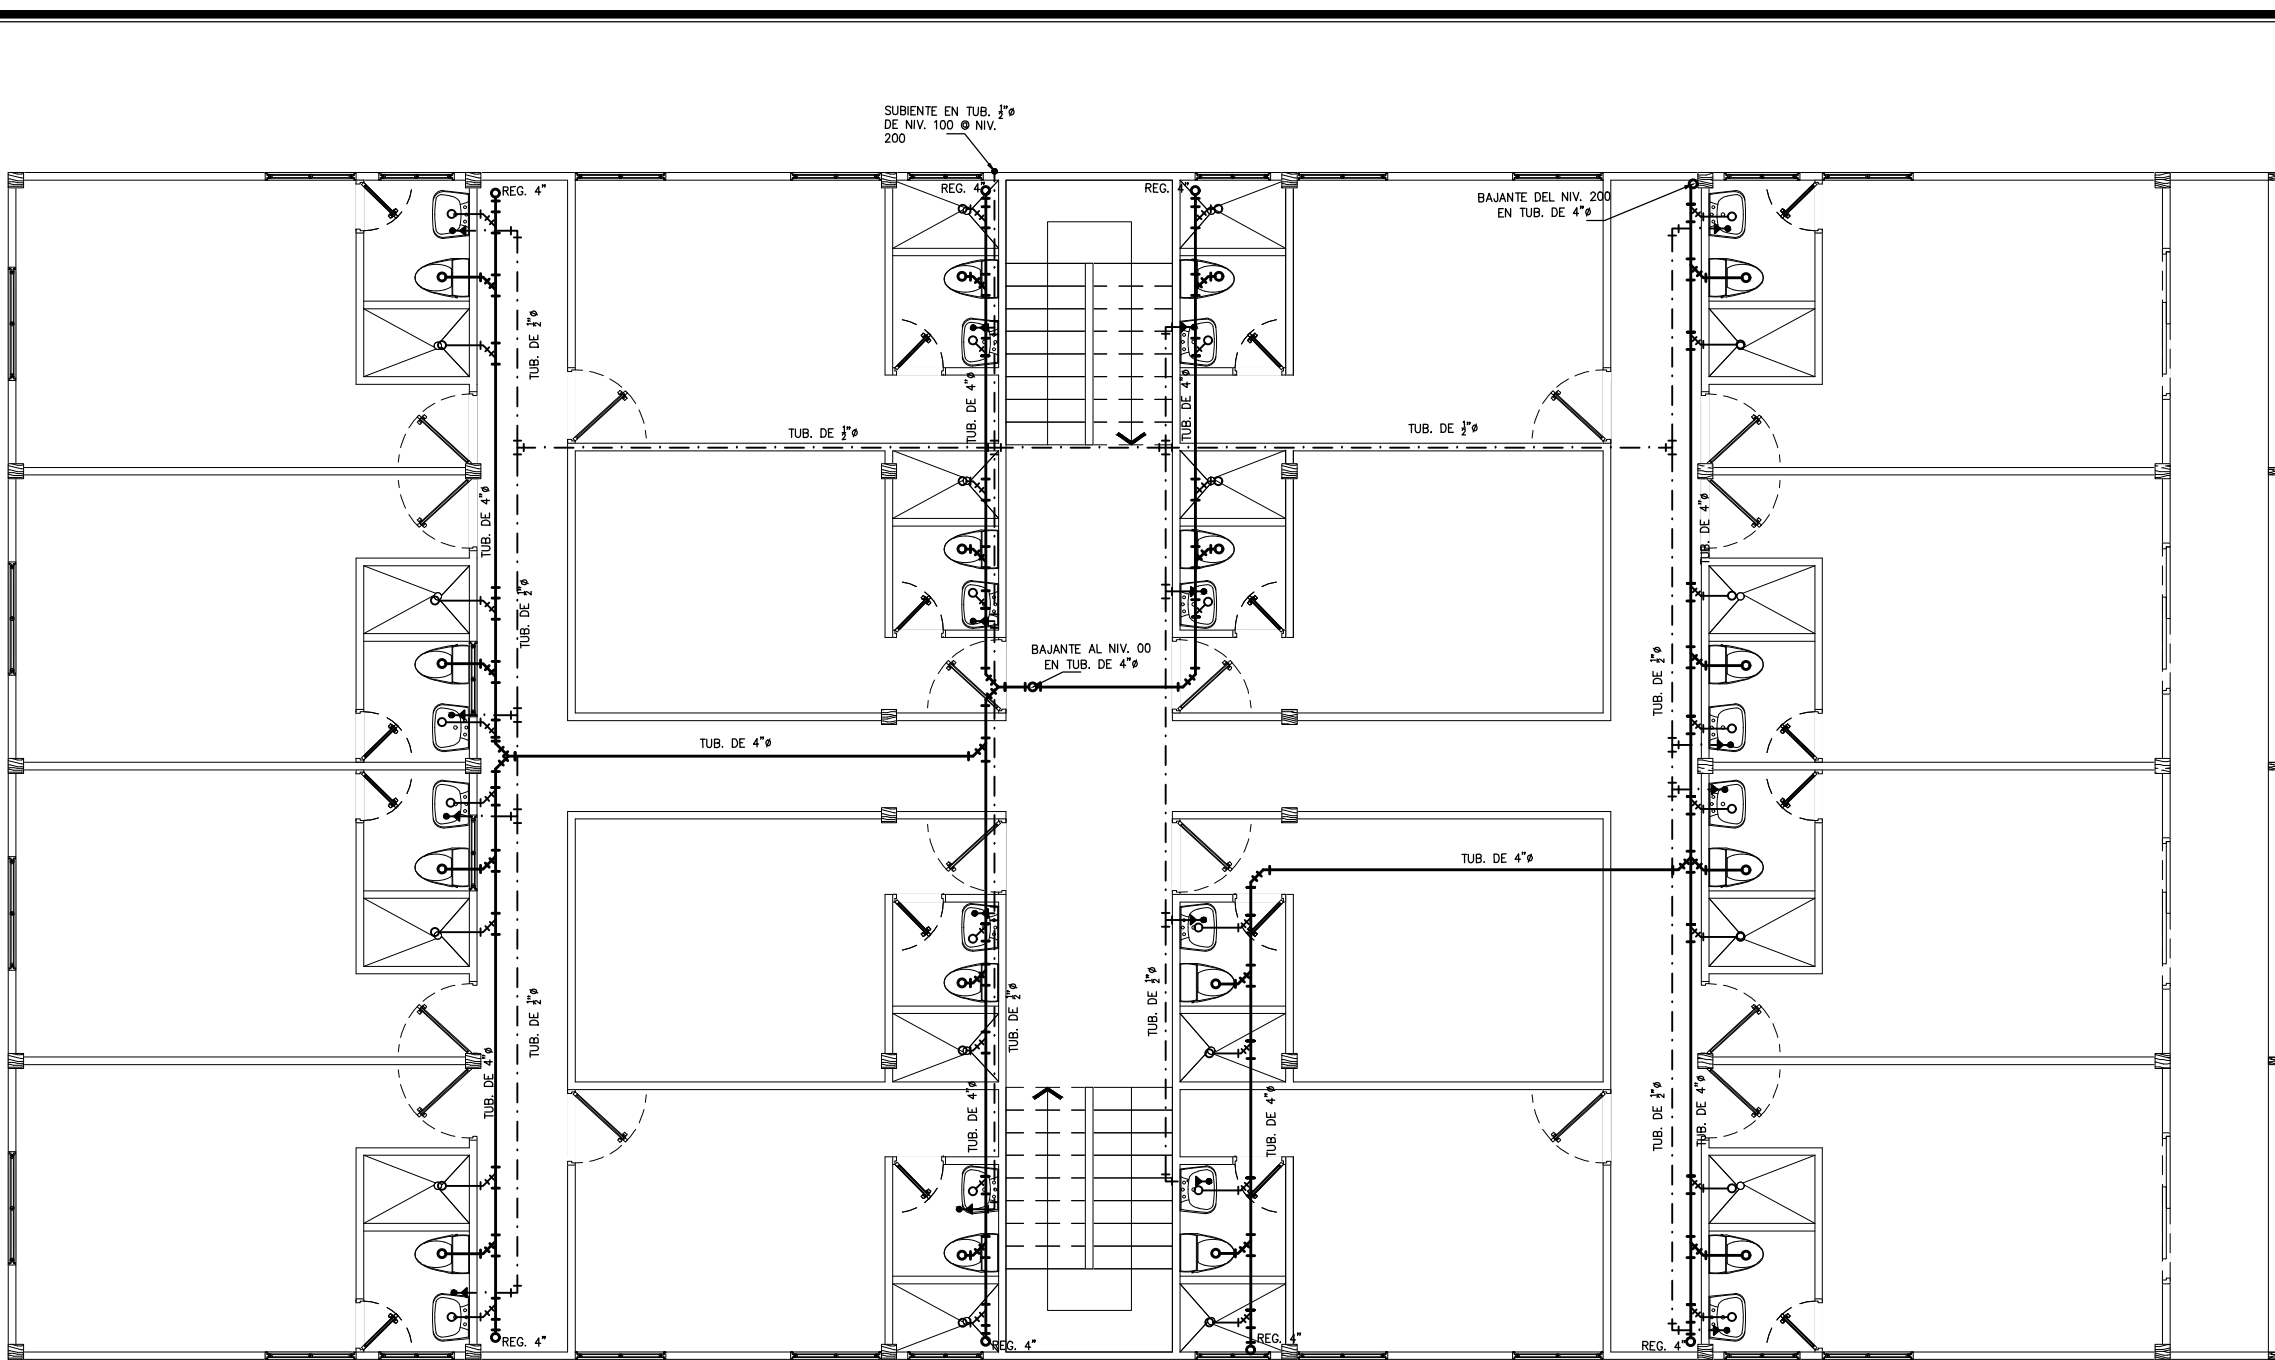 SUBIENTE EN TUB. ½"ø
DE NIV. 100 @ NIV.
200
REG. 4"
REG. 4"
REG. 4"
BAJANTE DEL NIV. 200
EN TUB. DE 4"ø
TUB. DE ½"ø
TUB. DE 4"ø
TUB. DE 4"ø
TUB. DE ½"ø
TUB. DE ½"ø
TUB. DE 4"ø
TUB. DE 4"ø
TUB. DE ½"ø
BAJANTE AL NIV. 00
EN TUB. DE 4"ø
TUB. DE ½"ø
TUB. DE 4"ø
TUB. DE 4"ø
TUB. DE ½"ø
TUB. DE ½"ø
TUB. DE ½"ø
TUB. DE 4"ø
TUB. DE 4"ø
TUB. DE 4"ø
TUB. DE ½"ø
TUB. DE 4"ø
REG. 4"
REG. 4"
REG. 4"
REG. 4"